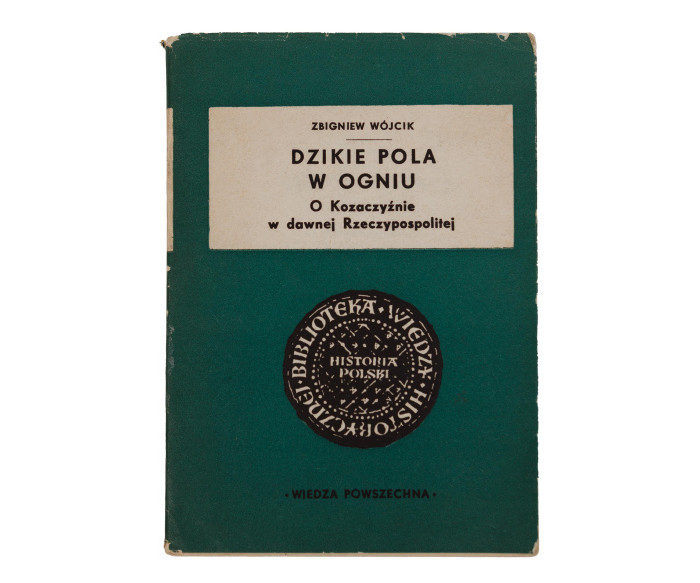 ZBIGNIEW WÓJCIK
DZIKIE POLA
W OGNIU
O Kozaczyźnie
w dawnej Rzeczypospolitej
BIBLIOTEKA · WIEDZY · HISTORYCZNEJ ·
HISTORIA
POLSKI
• WIEDZA POWSZECHNA •